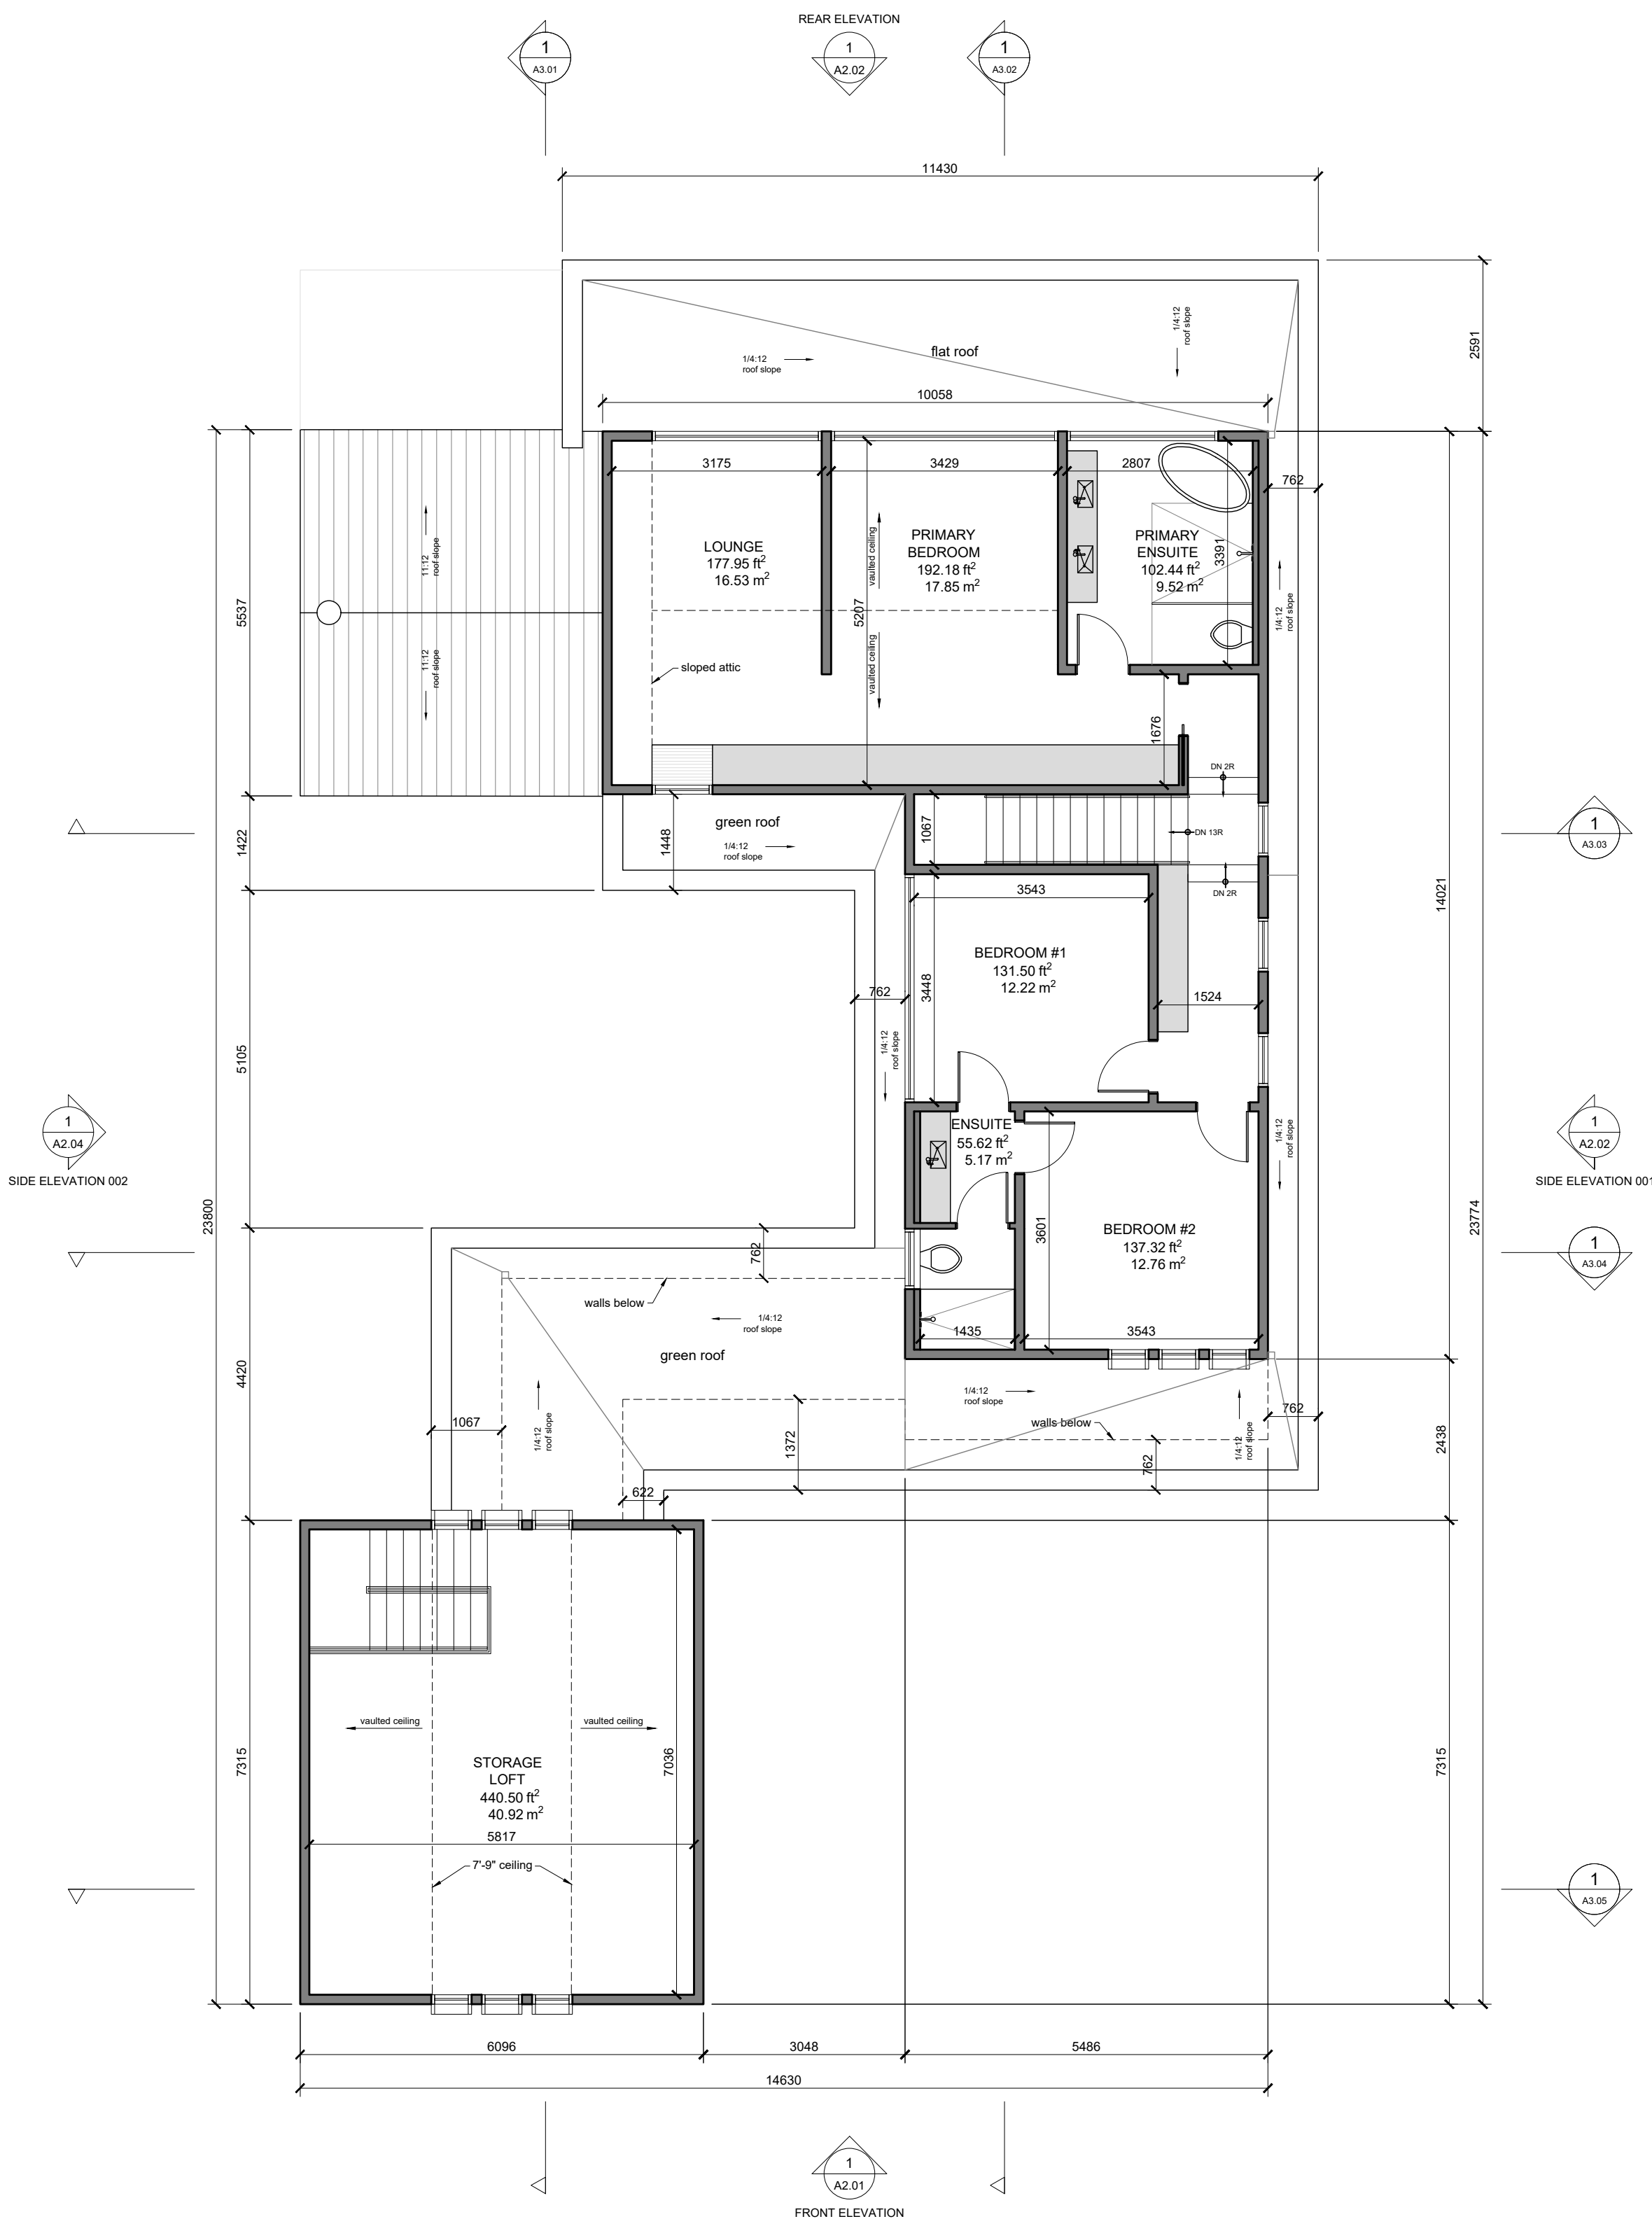 REAR ELEVATION
1
A3.01
1
A2.02
1
A3.02
11430
1/4:12
roof slope
flat roof
1/4:12
roof slope
2591
10058
3175
3429
2807
762
LOUNGE
177.95 ft²
16.53 m²
PRIMARY
BEDROOM
192.18 ft²
17.85 m²
PRIMARY
ENSUITE
102.44 ft²
9.52 m²
3391
11:12
roof slope
11:12
roof slope
vaulted ceiling
vaulted ceiling
5207
1/4:12
roof slope
5537
sloped attic
1676
DN 2R
green roof
1/4:12
roof slope
1448
1422
1067
DN 13R
DN 2R
1
A3.03
3543
14021
BEDROOM #1
131.50 ft²
12.22 m²
3448
762
1524
1/4:12
roof slope
5105
1
A2.04
SIDE ELEVATION 002
ENSUITE
55.62 ft²
5.17 m²
1/4:12
roof slope
1
A2.02
SIDE ELEVATION 001
23800
23774
3601
BEDROOM #2
137.32 ft²
12.76 m²
762
1
A3.04
walls below
1/4:12
roof slope
1435
3543
green roof
4420
1/4:12
roof slope
762
1067
1/4:12
roof slope
1372
walls below
1/4:12
roof slope
762
2438
622
vaulted ceiling
vaulted ceiling
7315
STORAGE
LOFT
440.50 ft²
40.92 m²
7036
7315
5817
7'-9" ceiling
1
A3.05
6096
3048
5486
14630
1
A2.01
FRONT ELEVATION